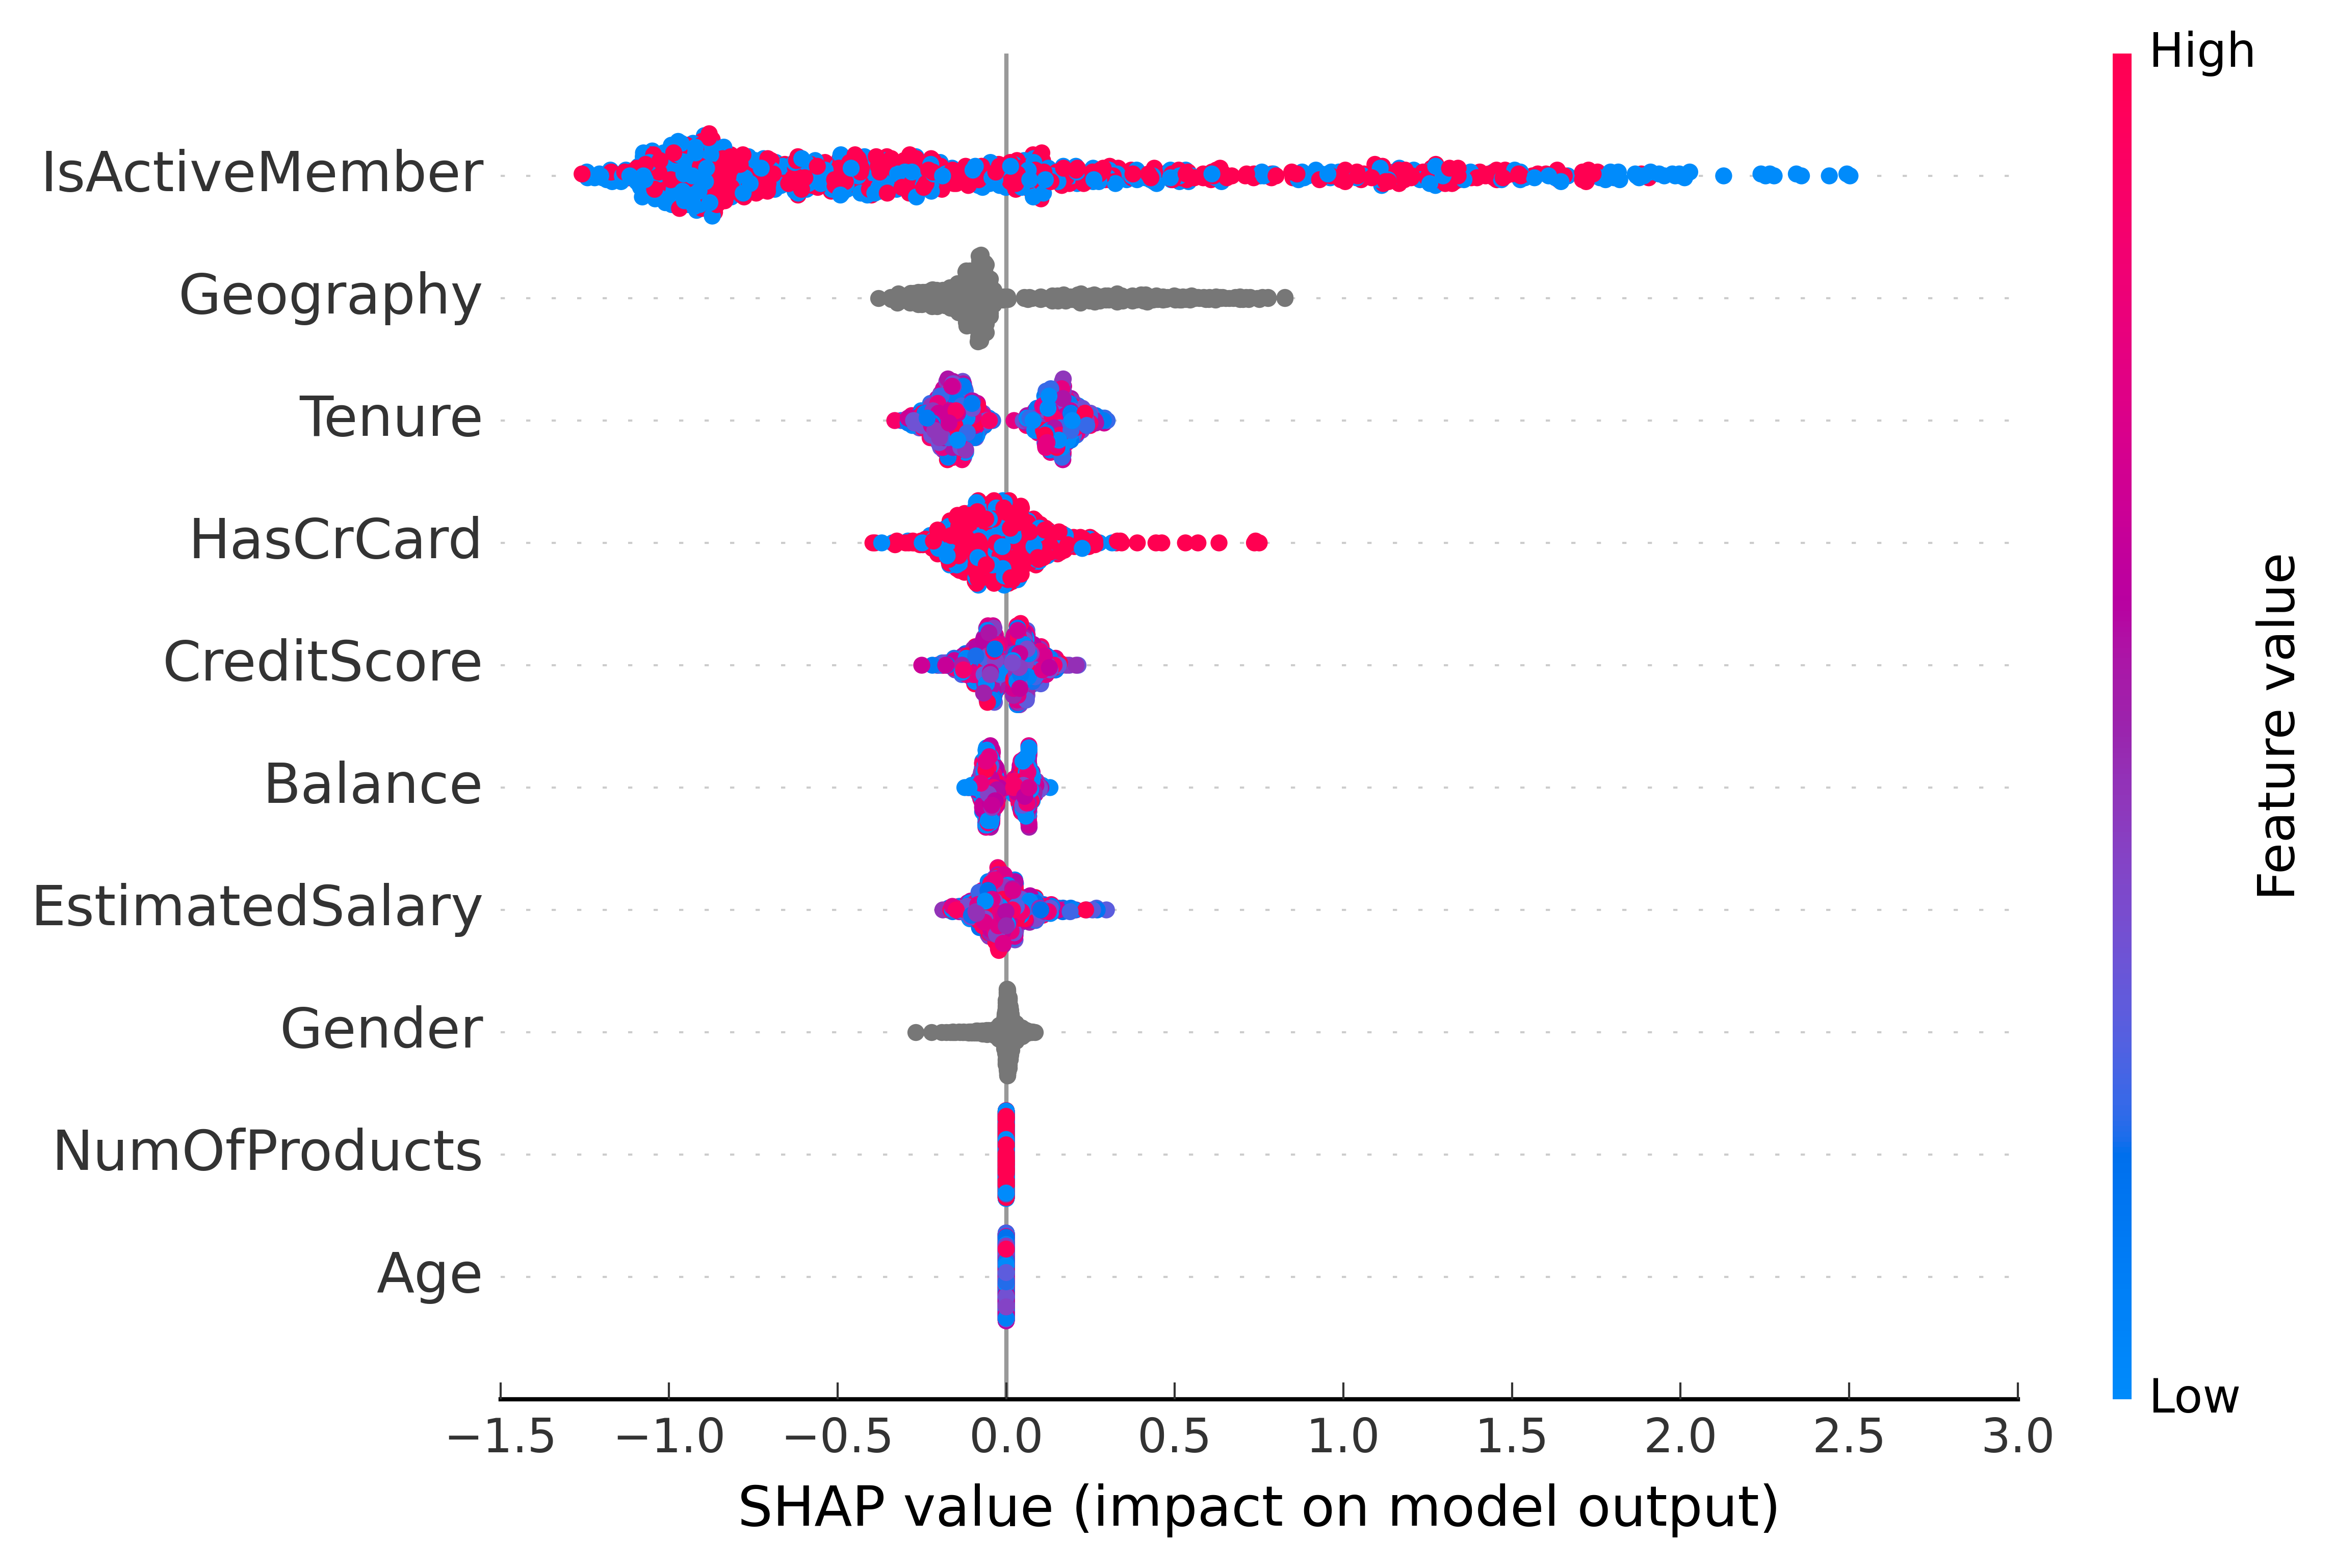 High
IsActiveMember
Geography
Tenure
HasCrCard
CreditScore
Balance
EstimatedSalary
Gender
NumOfProducts
Age
Feature value
Low
−1.5 −1.0 −0.5 0.0 0.5 1.0 1.5 2.0 2.5 3.0
SHAP value (impact on model output)